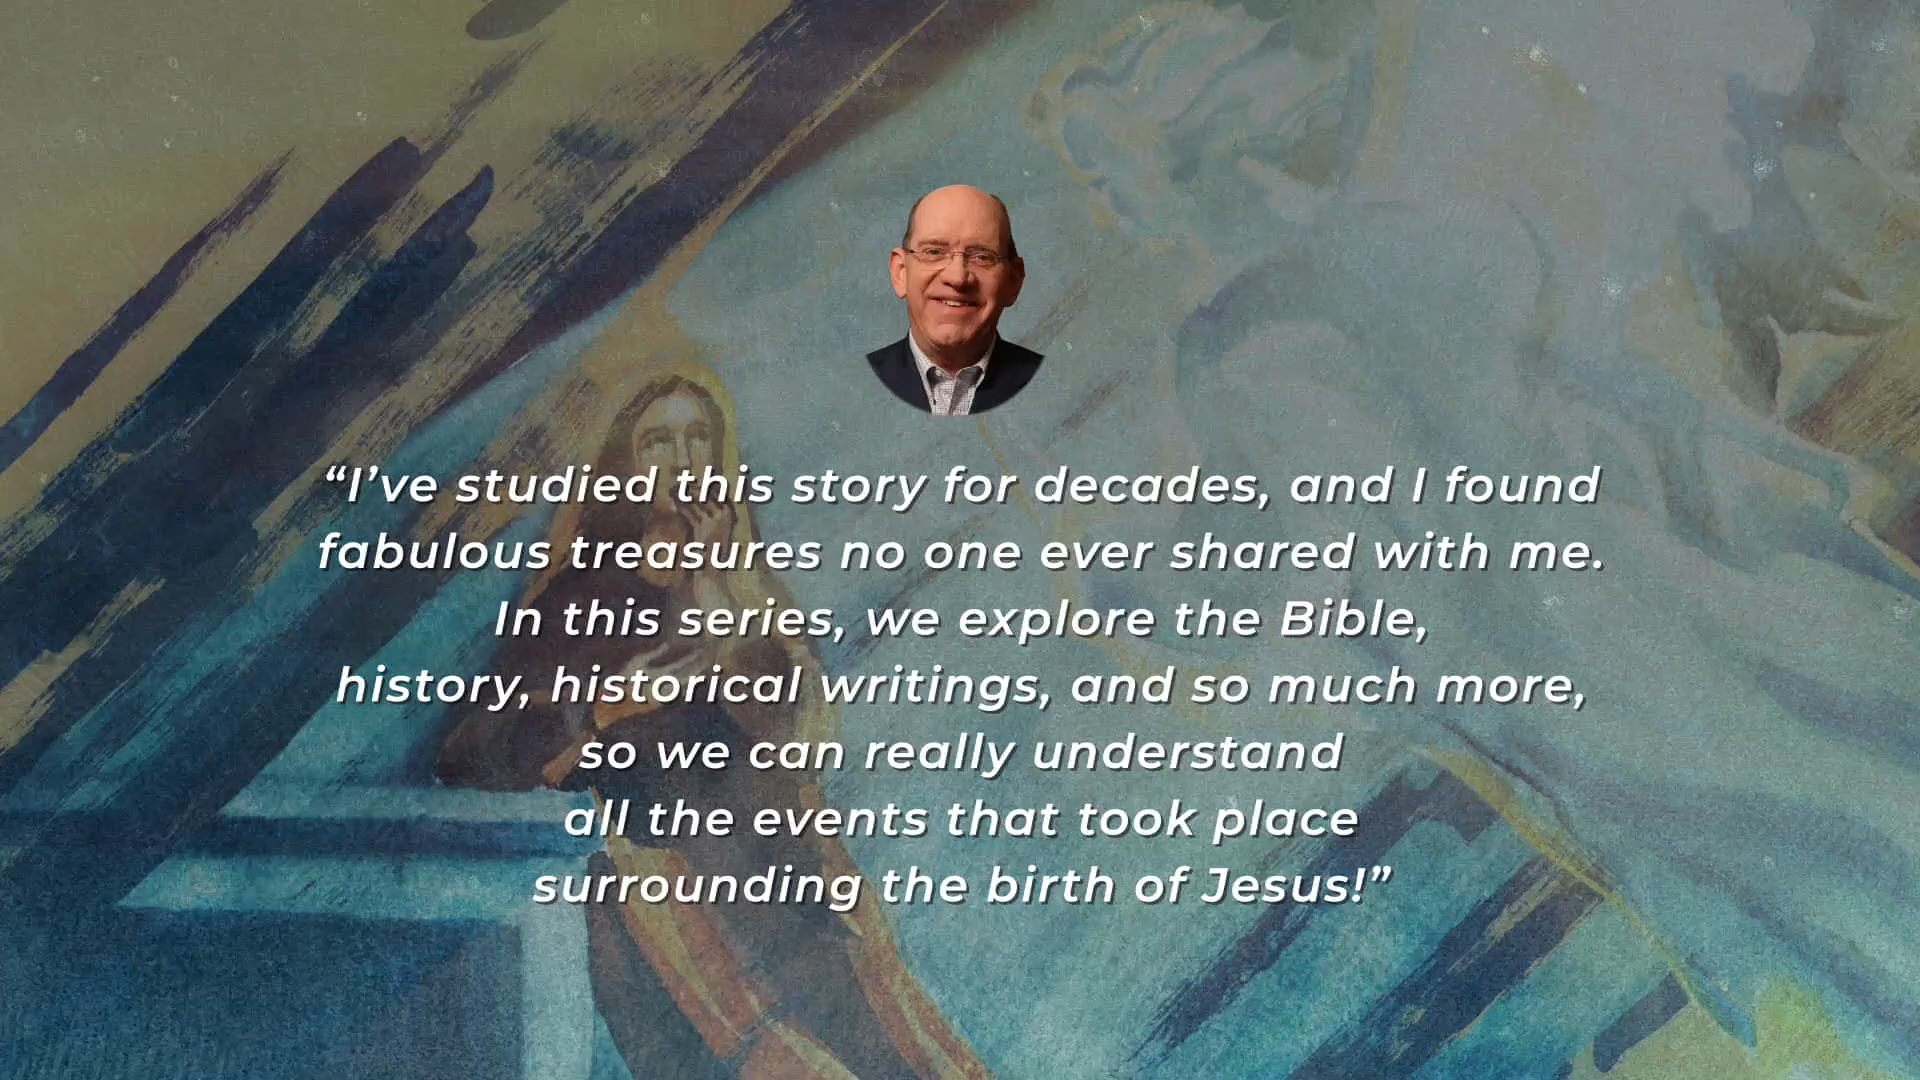 “I’ve studied this story for decades, and I found
fabulous treasures no one ever shared with me.
In this series, we explore the Bible,
history, historical writings, and so much more,
so we can really understand
all the events that took place
surrounding the birth of Jesus!”